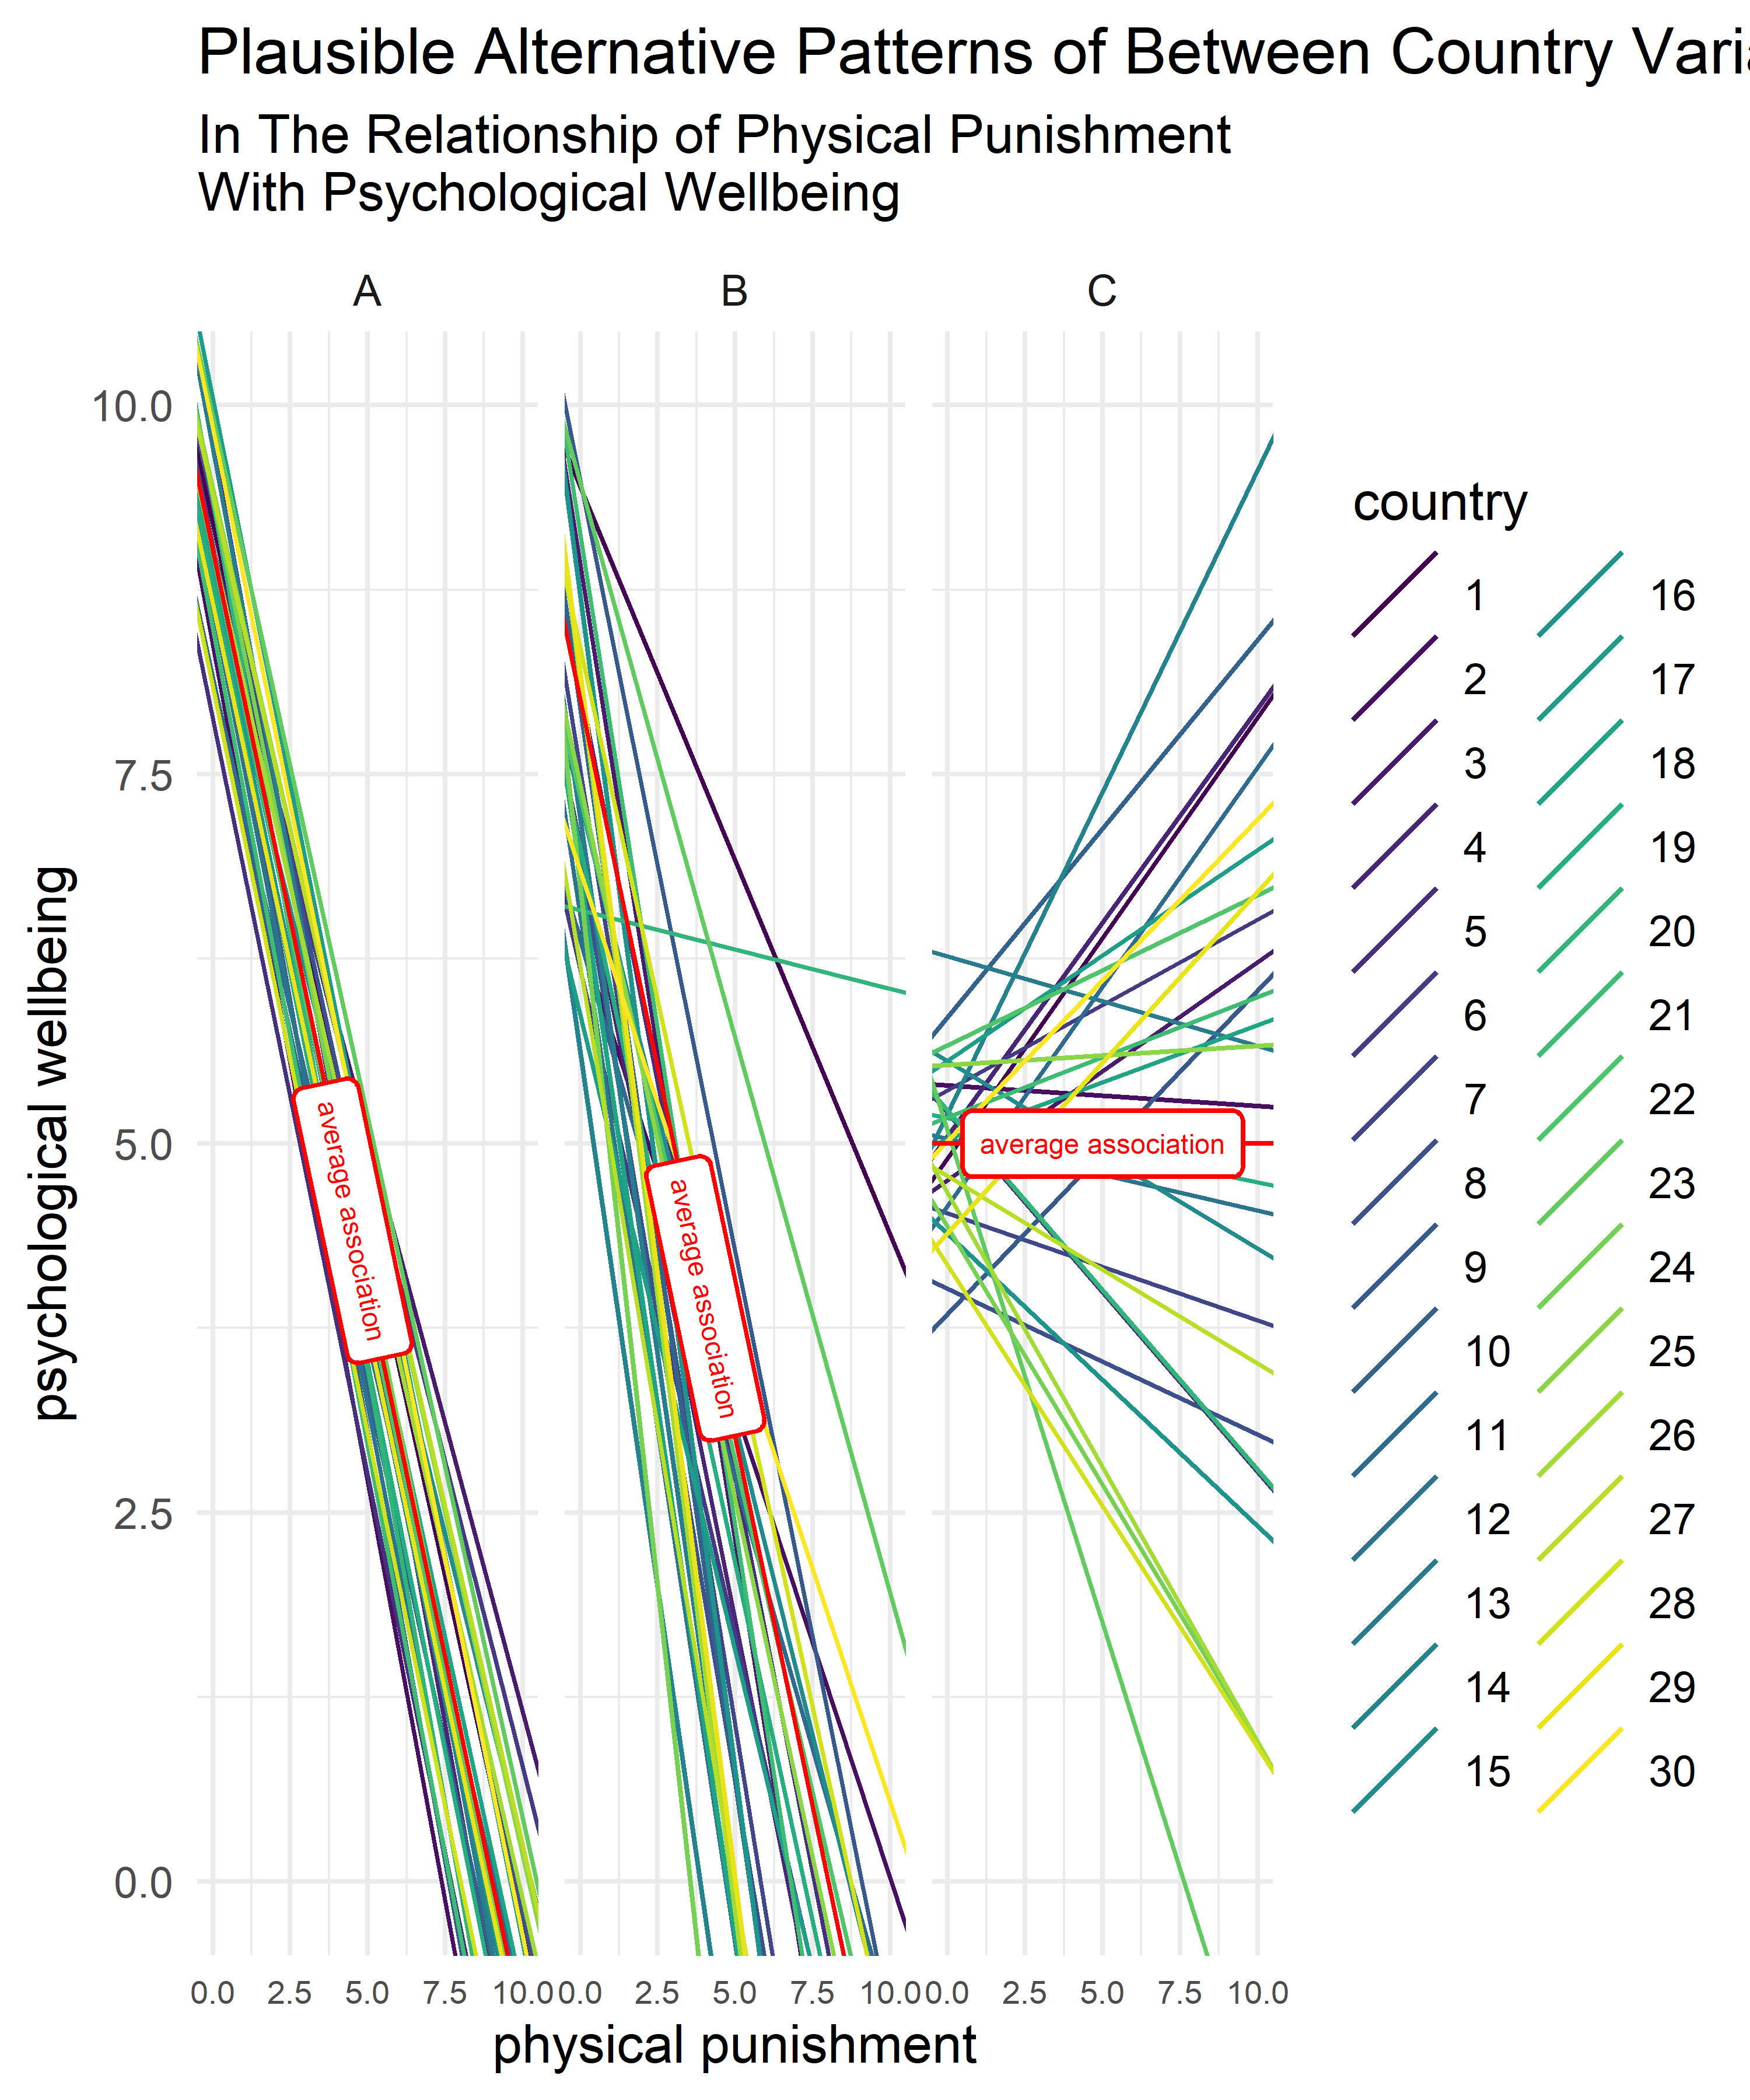 Plausible Alternative Patterns of Between Country Vari
In The Relationship of Physical Punishment
With Psychological Wellbeing
A
B
C
psychological wellbeing
10.0
7.5
5.0
2.5
0.0
average association
average association
average association
0.0 2.5 5.0 7.5 10.0
0.0 2.5 5.0 7.5 10.0
0.0 2.5 5.0 7.5 10.0
physical punishment
country
1
2
3
4
5
6
7
8
9
10
11
12
13
14
15
16
17
18
19
20
21
22
23
24
25
26
27
28
29
30